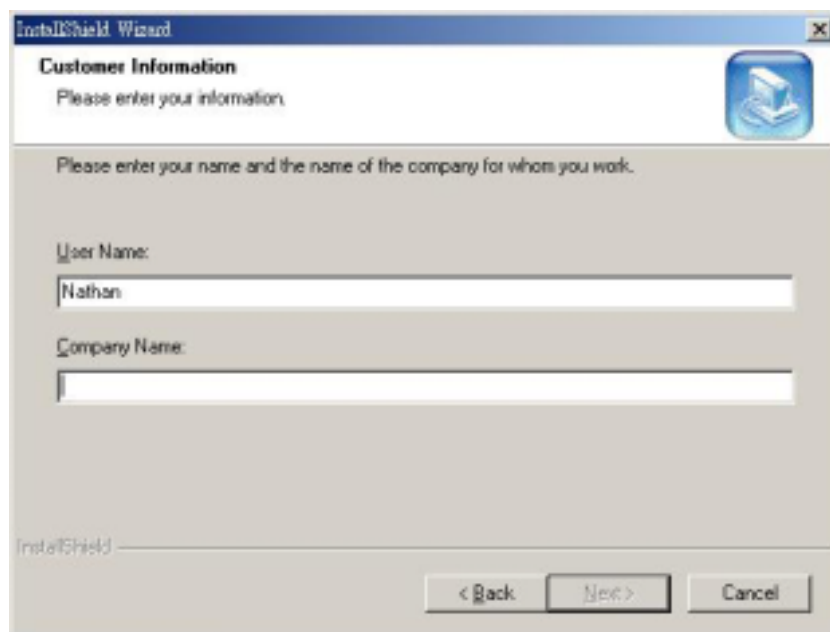 InstallShield Wizard
Customer Information
Please enter your information.
Please enter your name and the name of the company for whom you work.
User Name:
Nathan
Company Name:
InstallShield
< Back
Next >
Cancel